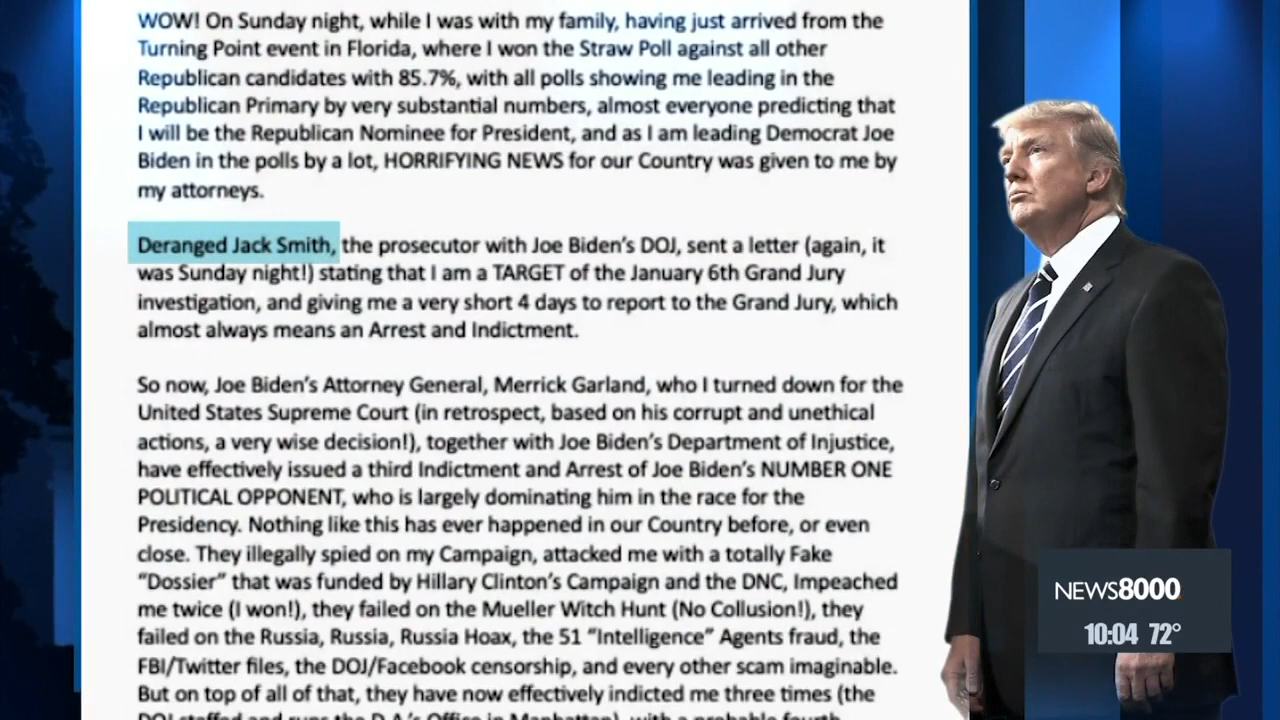 WOW! On Sunday night, while I was with my family, having just arrived from the
Turning Point event in Florida, where I won the Straw Poll against all other
Republican candidates with 85.7%, with all polls showing me leading in the
Republican Primary by very substantial numbers, almost everyone predicting that
I will be the Republican Nominee for President, and as I am leading Democrat Joe
Biden in the polls by a lot, HORRIFYING NEWS for our Country was given to me by
my attorneys.
Deranged Jack Smith, the prosecutor with Joe Biden's DOJ, sent a letter (again, it
was Sunday night!) stating that I am a TARGET of the January 6th Grand Jury
investigation, and giving me a very short 4 days to report to the Grand Jury, which
almost always means an Arrest and Indictment.
So now, Joe Biden's Attorney General, Merrick Garland, who I turned down for the
United States Supreme Court (in retrospect, based on his corrupt and unethical
actions, a very wise decision!), together with Joe Biden's Department of Injustice,
have effectively issued a third Indictment and Arrest of Joe Biden's NUMBER ONE
POLITICAL OPPONENT, who is largely dominating him in the race for the
Presidency. Nothing like this has ever happened in our Country before, or even
close. They illegally spied on my Campaign, attacked me with a totally Fake
"Dossier" that was funded by Hillary Clinton's Campaign and the DNC, Impeached
me twice (I won!), they failed on the Mueller Witch Hunt (No Collusion!), they
failed on the Russia, Russia, Russia Hoax, the 51 "Intelligence" Agents fraud, the
FBI/Twitter files, the DOJ/Facebook censorship, and every other scam imaginable.
But on top of all of that, they have now effectively indicted me three times (the
DOJ staffed and runs the D.A.'s Office in Manhattan), with a probable fourth
NEWS8000
10:04 72°